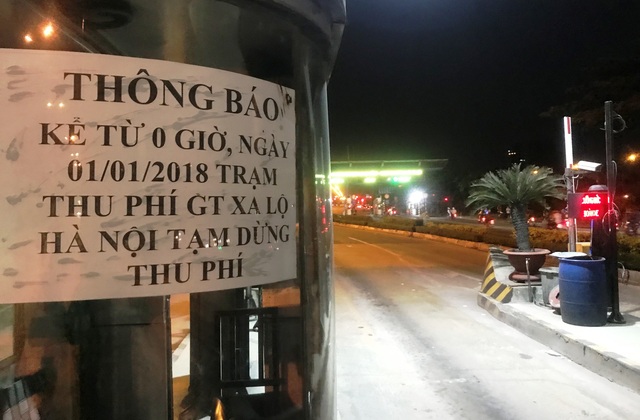 THÔNG BÁO
KỂ TỪ 0 GIỜ, NGÀY
01/01/2018 TRẠM
THU PHÍ GT XA LỘ
HÀ NỘI TẠM DỪNG
THU PHÍ